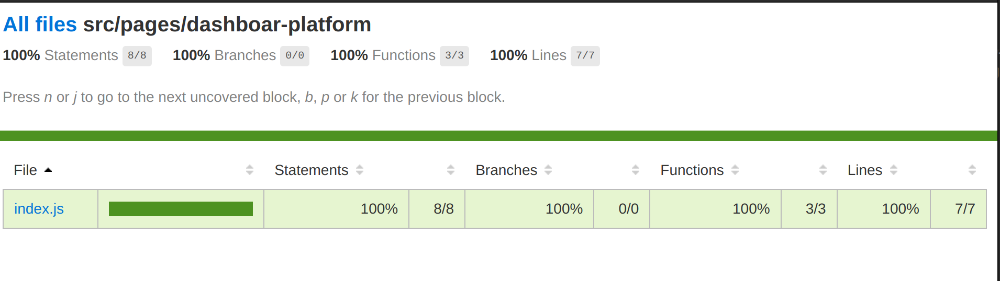 All files src/pages/dashboar-platform
100% Statements 8/8 100% Branches 0/0 100% Functions 3/3 100% Lines 7/7
Press n or j to go to the next uncovered block, b, p or k for the previous block.
File Statements Branches Functions Lines
index.js 100% 8/8 100% 0/0 100% 3/3 100% 7/7